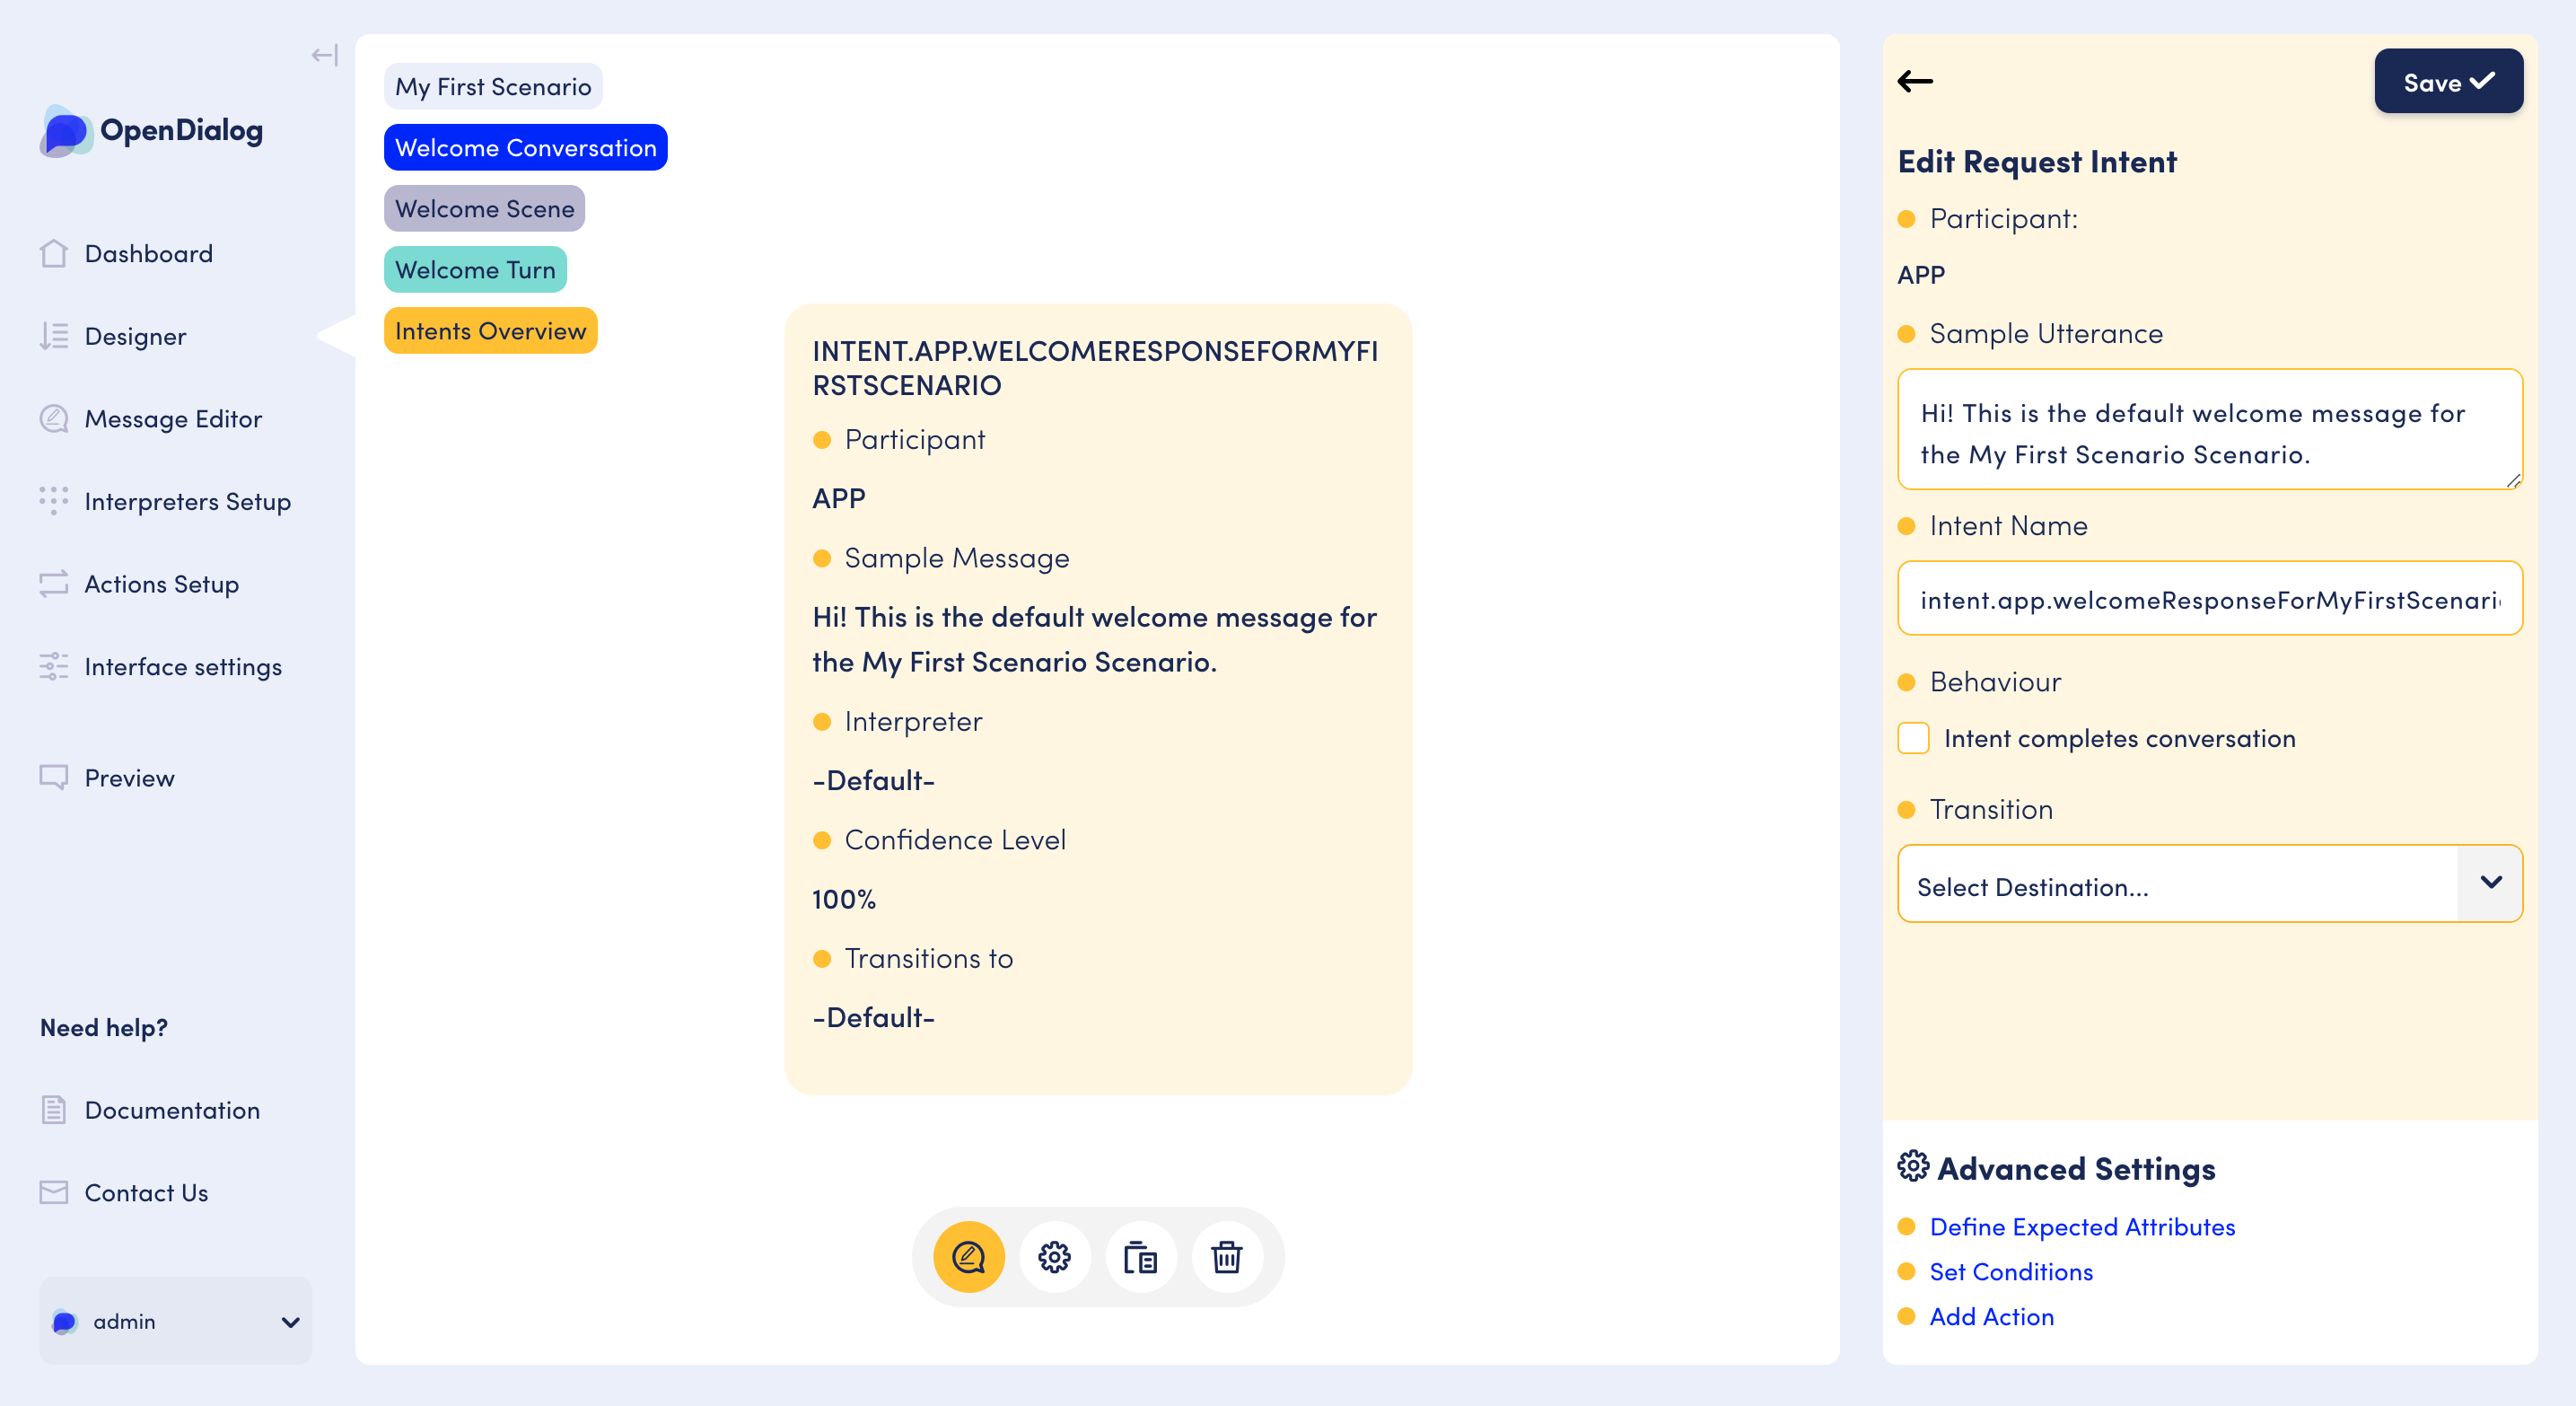 OpenDialog
Dashboard
Designer
Message Editor
Interpreters Setup
Actions Setup
Interface settings
Preview
Need help?
Documentation
Contact Us
admin
My First Scenario
Welcome Conversation
Welcome Scene
Welcome Turn
Intents Overview
INTENT.APP.WELCOMERESPONSEFORMYFI
RSTSCENARIO
Participant
APP
Sample Message
Hi! This is the default welcome message for
the My First Scenario Scenario.
Interpreter
-Default-
Confidence Level
100%
Transitions to
-Default-
Save
Edit Request Intent
Participant:
APP
Sample Utterance
Hi! This is the default welcome message for
the My First Scenario Scenario.
Intent Name
intent.app.welcomeResponseForMyFirstScenari
Behaviour
Intent completes conversation
Transition
Select Destination...
Advanced Settings
Define Expected Attributes
Set Conditions
Add Action